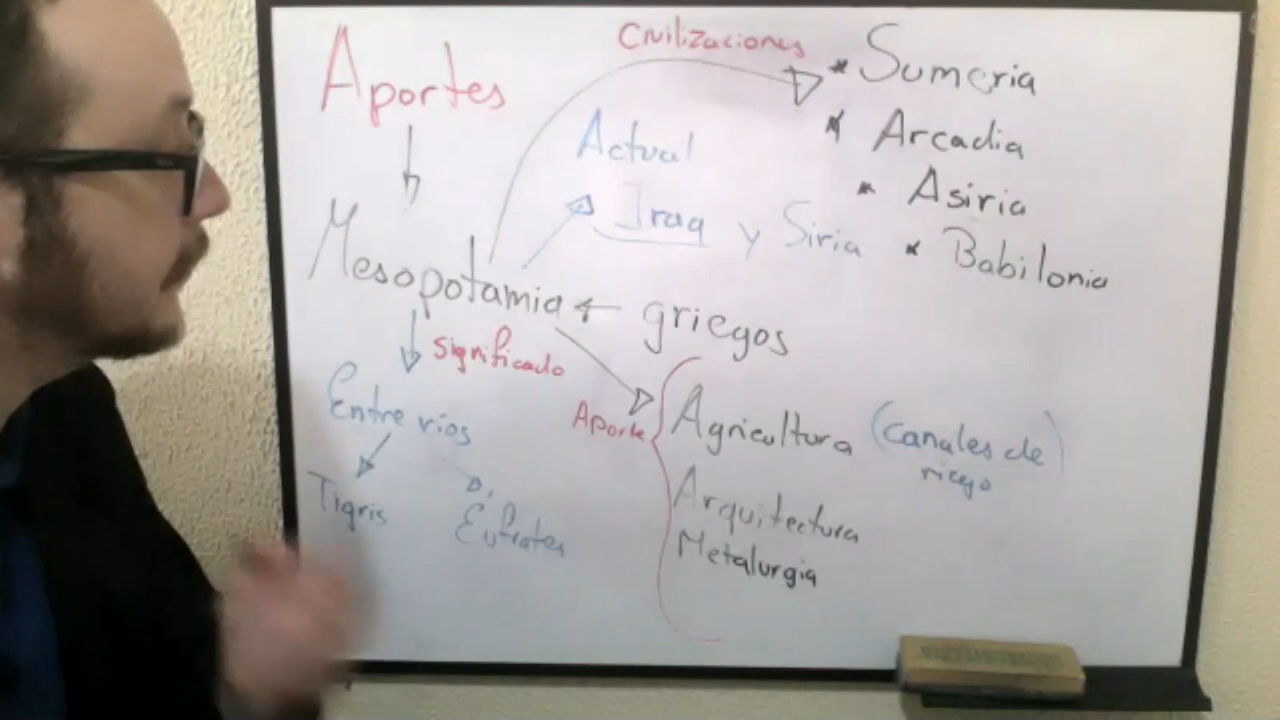 Aportes
Civilizaciones
* Sumeria
* Arcadia
* Asiria
* Babilonia
Actual
Iraq y Siria
Mesopotamia ← griegos
significado
Entre ríos
Tigris
Éufrates
Aporte
Agricultura (canales de
riego)
Arquitectura
Metalurgia